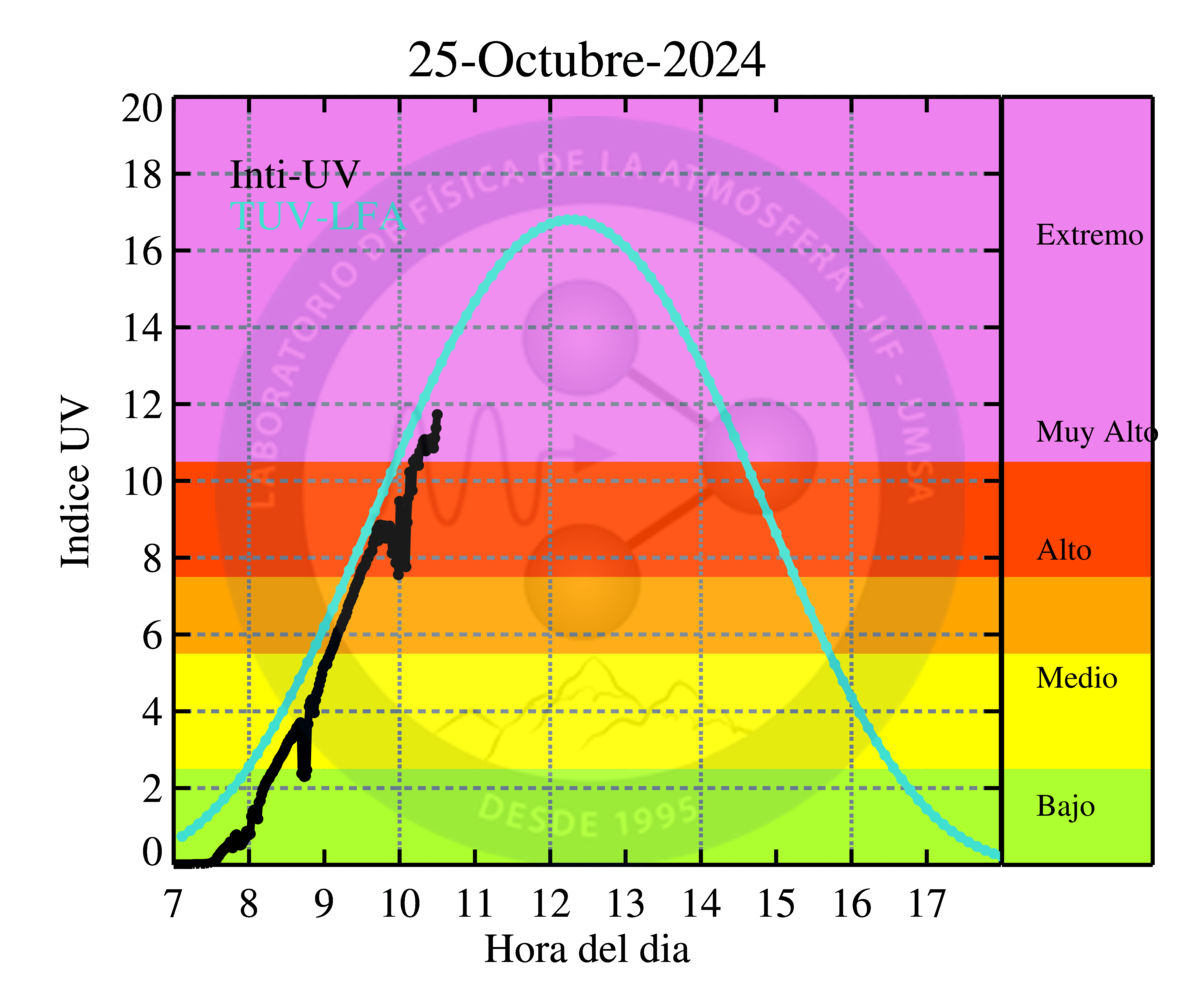 25-Octubre-2024
20
18
16
14
12
10
8
6
4
2
0
Indice UV
Inti-UV
TUV-LFA
LABORATORIO DE FÍSICA DE LA ATMÓSFERA - IIF - UMSA
DESDE 1995
Extremo
Muy Alto
Alto
Medio
Bajo
7 8 9 10 11 12 13 14 15 16 17
Hora del dia